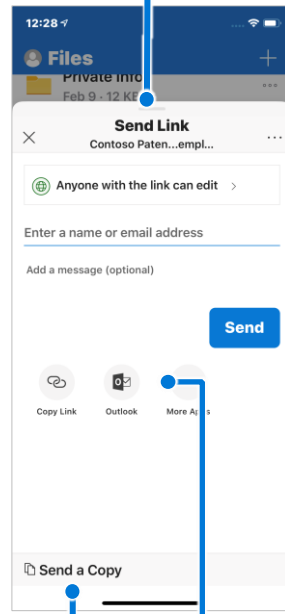 12:28
Files
Private Info
Feb 9 · 12 KB
Send Link
Contoso Paten...empl...
Anyone with the link can edit
Enter a name or email address
Add a message (optional)
Send
Copy Link
Outlook
More Apps
Send a Copy